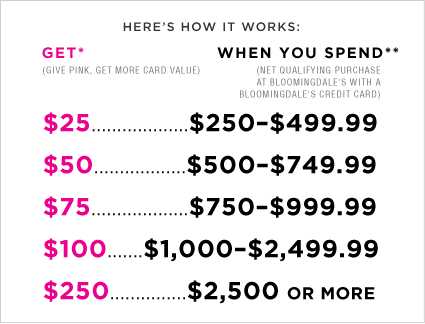 HERE'S HOW IT WORKS:
GET* WHEN YOU SPEND**
(GIVE PINK, GET MORE CARD VALUE) (NET QUALIFYING PURCHASE
AT BLOOMINGDALE'S WITH A
BLOOMINGDALE'S CREDIT CARD)
$25...................$250–$499.99
$50...................$500–$749.99
$75...................$750–$999.99
$100.......$1,000–$2,499.99
$250...............$2,500 OR MORE